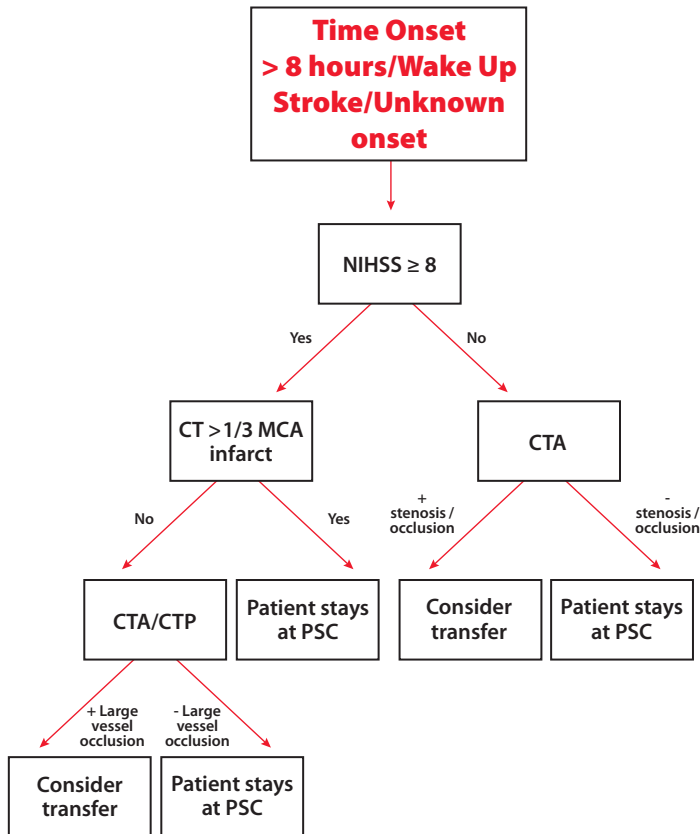 Time Onset
> 8 hours/Wake Up
Stroke/Unknown
onset
NIHSS ≥ 8
Yes
No
CT >1/3 MCA
infarct
CTA
No
Yes
+
stenosis /
occlusion
-
stenosis /
occlusion
CTA/CTP
Patient stays
at PSC
Consider
transfer
Patient stays
at PSC
+ Large
vessel
occlusion
- Large
vessel
occlusion
Consider
transfer
Patient stays
at PSC